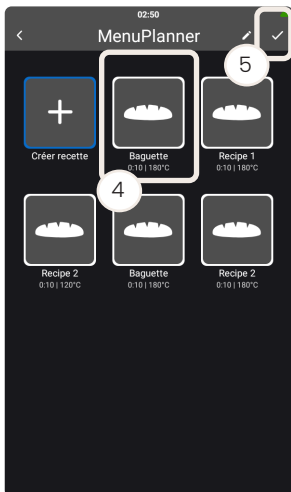 02:50
MenuPlanner
5
Créer recette
Baguette
0:10 | 180°C
Recipe 1
0:10 | 180°C
4
Recipe 2
0:10 | 120°C
Baguette
0:10 | 180°C
Recipe 2
0:10 | 180°C